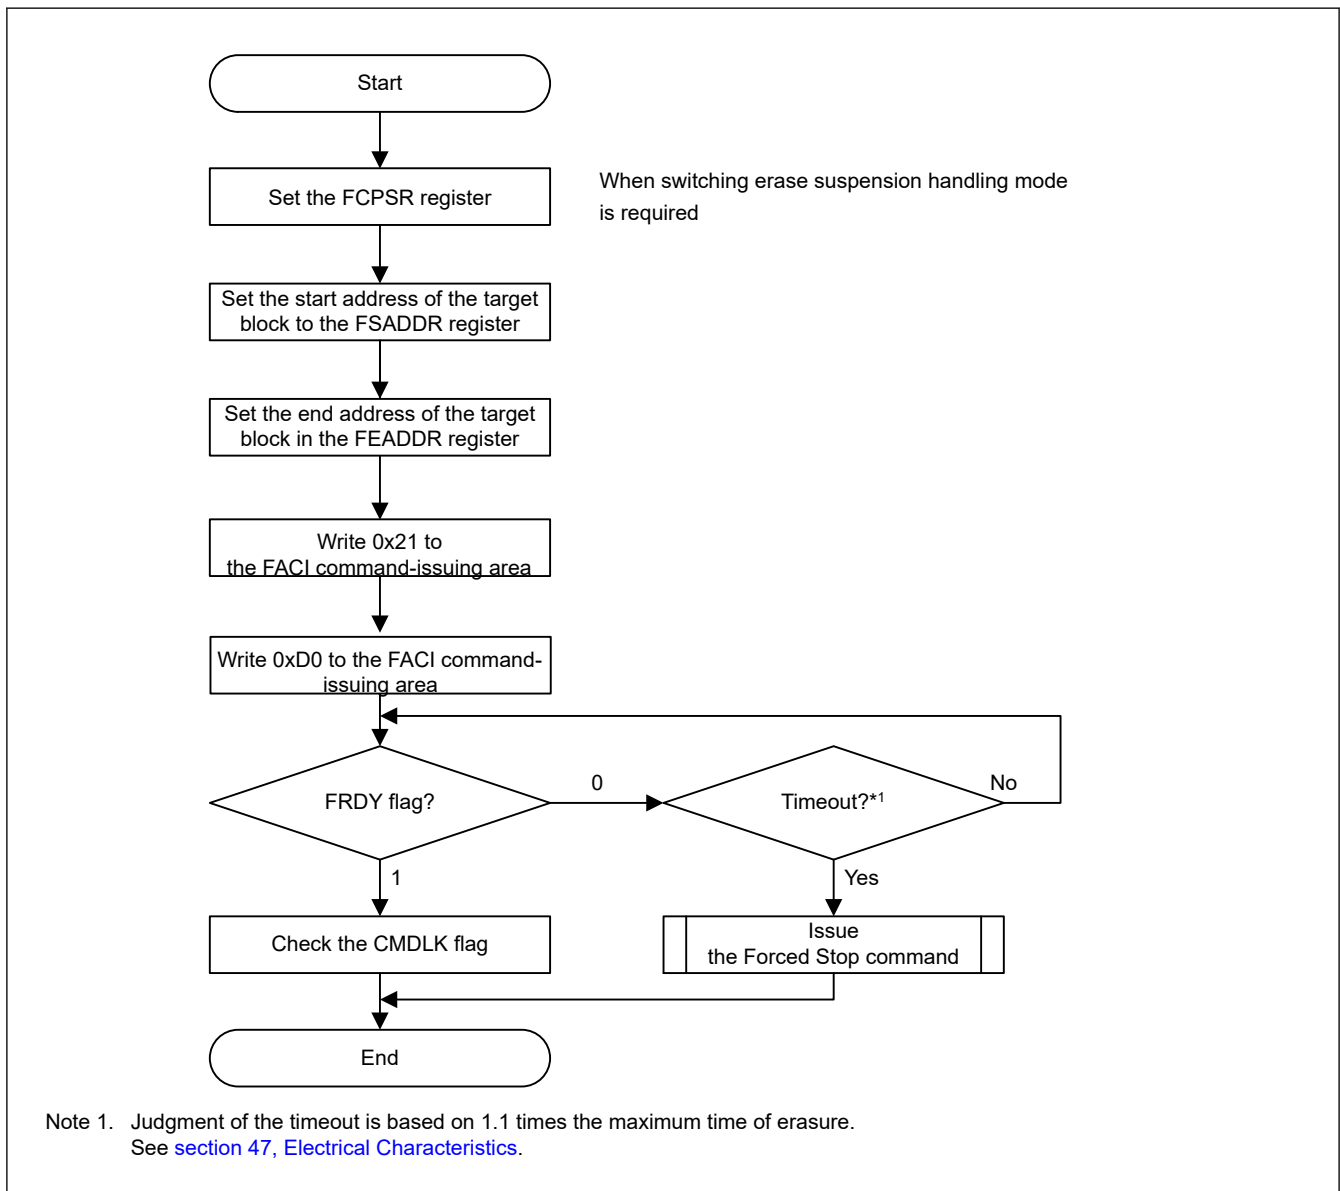 Start
Set the FCPSR register
When switching erase suspension handling mode
is required
Set the start address of the target
block to the FSADDR register
Set the end address of the target
block in the FEADDR register
Write 0x21 to
the FACI command-issuing area
Write 0xD0 to the FACI command-
issuing area
FRDY flag?
0
Timeout?*1
No
1
Yes
Check the CMDLK flag
Issue
the Forced Stop command
End
Note 1. Judgment of the timeout is based on 1.1 times the maximum time of erasure.
See section 47, Electrical Characteristics.